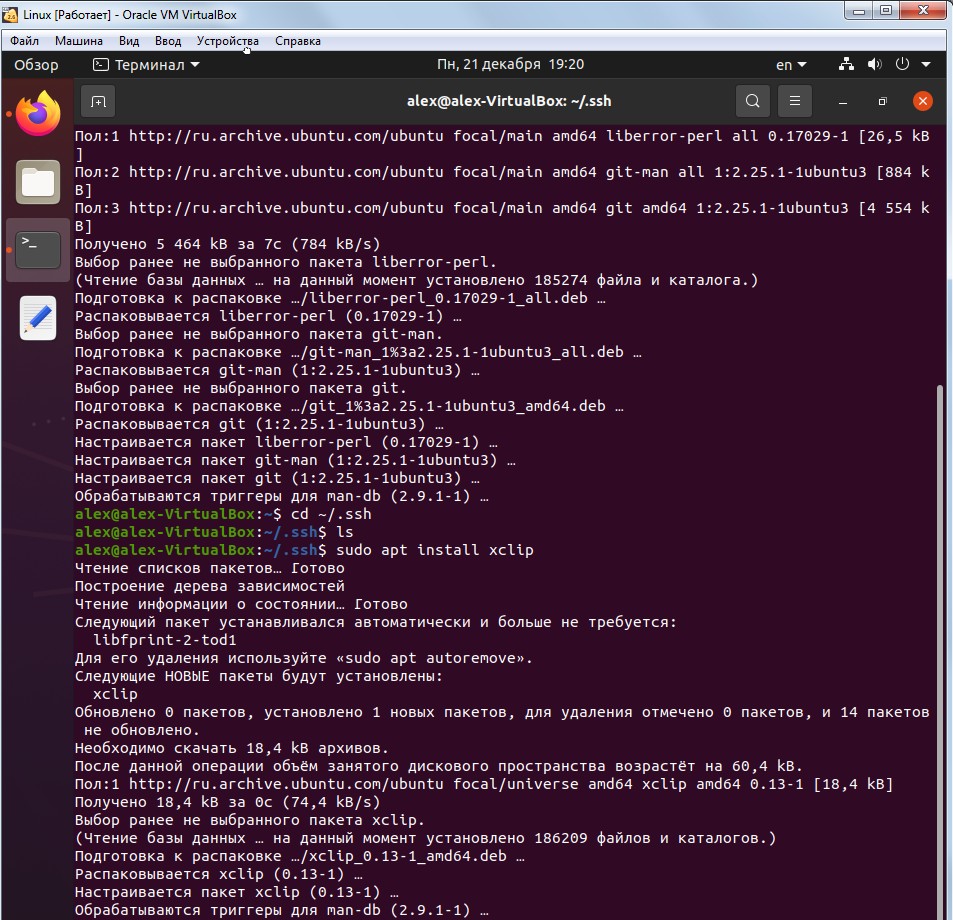 Linux [Работает] - Oracle VM VirtualBox
Файл Машина Вид Ввод Устройства Справка
Обзор Терминал Пн, 21 декабря 19:20 en
alex@alex-VirtualBox: ~/.ssh
Пол:1 http://ru.archive.ubuntu.com/ubuntu focal/main amd64 liberror-perl all 0.17029-1 [26,5 kB
]
Пол:2 http://ru.archive.ubuntu.com/ubuntu focal/main amd64 git-man all 1:2.25.1-1ubuntu3 [884 k
B]
Пол:3 http://ru.archive.ubuntu.com/ubuntu focal/main amd64 git amd64 1:2.25.1-1ubuntu3 [4 554 k
B]
Получено 5 464 kB за 7с (784 kB/s)
Выбор ранее не выбранного пакета liberror-perl.
(Чтение базы данных … на данный момент установлено 185274 файла и каталога.)
Подготовка к распаковке …/liberror-perl_0.17029-1_all.deb …
Распаковывается liberror-perl (0.17029-1) …
Выбор ранее не выбранного пакета git-man.
Подготовка к распаковке …/git-man_1%3a2.25.1-1ubuntu3_all.deb …
Распаковывается git-man (1:2.25.1-1ubuntu3) …
Выбор ранее не выбранного пакета git.
Подготовка к распаковке …/git_1%3a2.25.1-1ubuntu3_amd64.deb …
Распаковывается git (1:2.25.1-1ubuntu3) …
Настраивается пакет liberror-perl (0.17029-1) …
Настраивается пакет git-man (1:2.25.1-1ubuntu3) …
Настраивается пакет git (1:2.25.1-1ubuntu3) …
Обрабатываются триггеры для man-db (2.9.1-1) …
alex@alex-VirtualBox:~$ cd ~/.ssh
alex@alex-VirtualBox:~/.ssh$ ls
alex@alex-VirtualBox:~/.ssh$ sudo apt install xclip
Чтение списков пакетов… Готово
Построение дерева зависимостей
Чтение информации о состоянии… Готово
Следующий пакет устанавливался автоматически и больше не требуется:
libfprint-2-tod1
Для его удаления используйте «sudo apt autoremove».
Следующие НОВЫЕ пакеты будут установлены:
xclip
Обновлено 0 пакетов, установлено 1 новых пакетов, для удаления отмечено 0 пакетов, и 14 пакетов
не обновлено.
Необходимо скачать 18,4 kB архивов.
После данной операции объём занятого дискового пространства возрастёт на 60,4 kB.
Пол:1 http://ru.archive.ubuntu.com/ubuntu focal/universe amd64 xclip amd64 0.13-1 [18,4 kB]
Получено 18,4 kB за 0с (74,4 kB/s)
Выбор ранее не выбранного пакета xclip.
(Чтение базы данных … на данный момент установлено 186209 файлов и каталогов.)
Подготовка к распаковке …/xclip_0.13-1_amd64.deb …
Распаковывается xclip (0.13-1) …
Настраивается пакет xclip (0.13-1) …
Обрабатываются триггеры для man-db (2.9.1-1) …